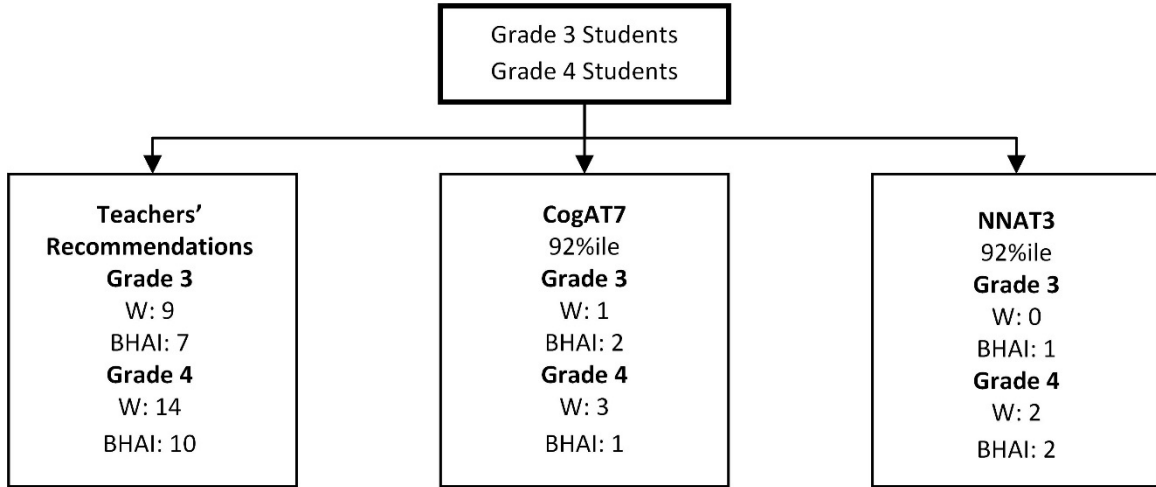 Grade 3 Students
Grade 4 Students
Teachers’
Recommendations
Grade 3
W: 9
BHAI: 7
Grade 4
W: 14
BHAI: 10
CogAT7
92%ile
Grade 3
W: 1
BHAI: 2
Grade 4
W: 3
BHAI: 1
NNAT3
92%ile
Grade 3
W: 0
BHAI: 1
Grade 4
W: 2
BHAI: 2